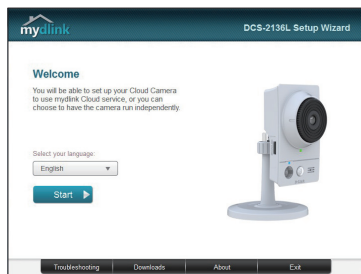 mydlink
DCS-2136L Setup Wizard
Welcome
You will be able to set up your Cloud Camera
to use mydlink Cloud service, or you can
choose to have the camera run independently.
Select your language:
English
Start
Troubleshooting
Downloads
About
Exit